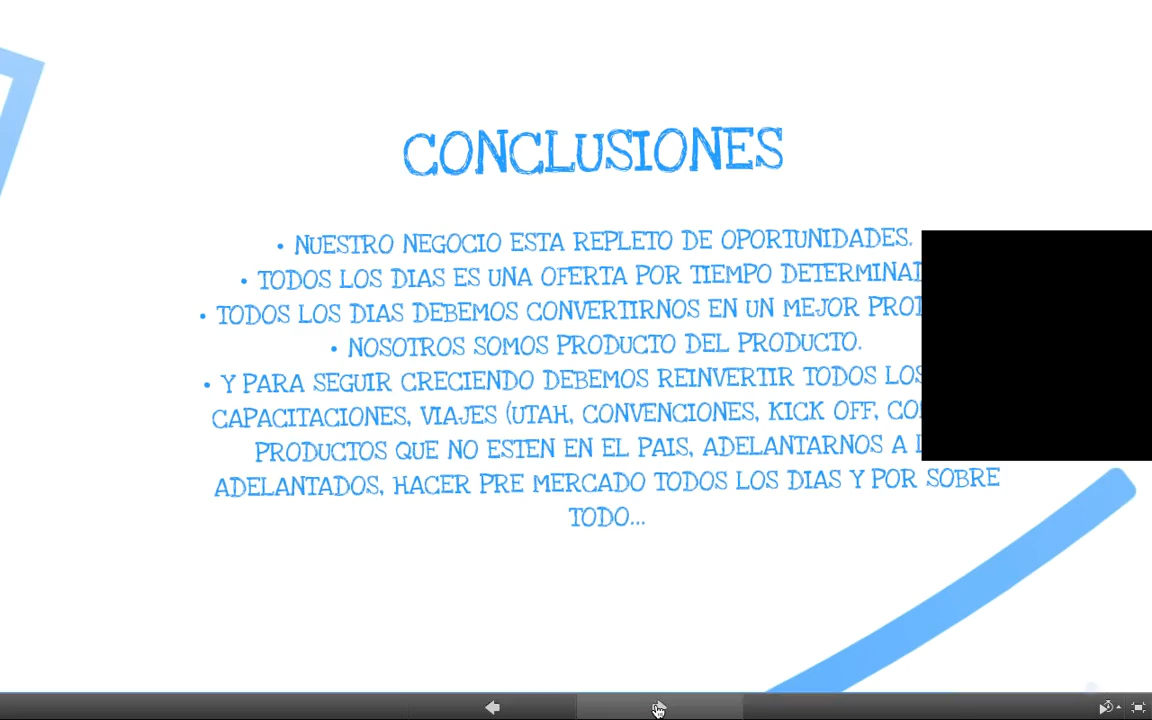 CONCLUSIONES
• NUESTRO NEGOCIO ESTA REPLETO DE OPORTUNIDADES.
• TODOS LOS DIAS ES UNA OFERTA POR TIEMPO
• TODOS LOS DIAS DEBEMOS CONVERTIRNOS EN UN MEJOR
• NOSOTROS SOMOS PRODUCTO DEL PRODUCTO.
• Y PARA SEGUIR CRECIENDO DEBEMOS REINVERTIR TODOS LOS
CAPACITACIONES, VIAJES (UTAH, CONVENCIONES, KICK OFF,
PRODUCTOS QUE NO ESTEN EN EL PAIS, ADELANTARNOS A
ADELANTADOS, HACER PRE MERCADO TODOS LOS DIAS Y POR SOBRE
TODO...